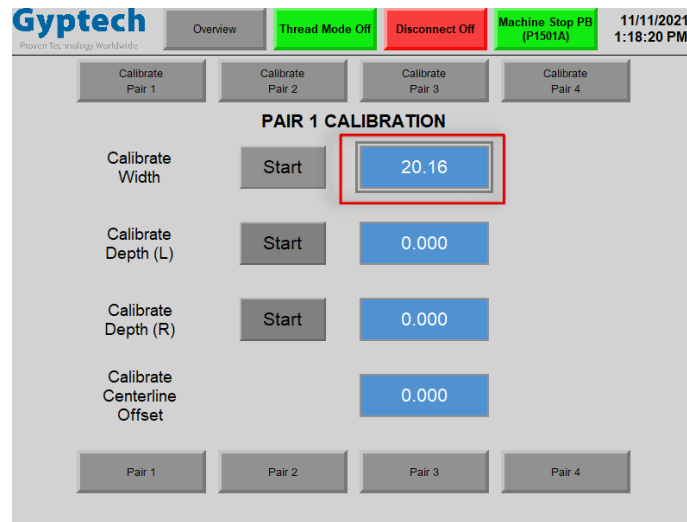 Gyptech
Proven Technology Worldwide
Overview
Thread Mode Off
Disconnect Off
Machine Stop PB
(P1501A)
11/11/2021
1:18:20 PM
Calibrate
Pair 1
Calibrate
Pair 2
Calibrate
Pair 3
Calibrate
Pair 4
PAIR 1 CALIBRATION
Calibrate
Width
Start
20.16
Calibrate
Depth (L)
Start
0.000
Calibrate
Depth (R)
Start
0.000
Calibrate
Centerline
Offset
0.000
Pair 1
Pair 2
Pair 3
Pair 4